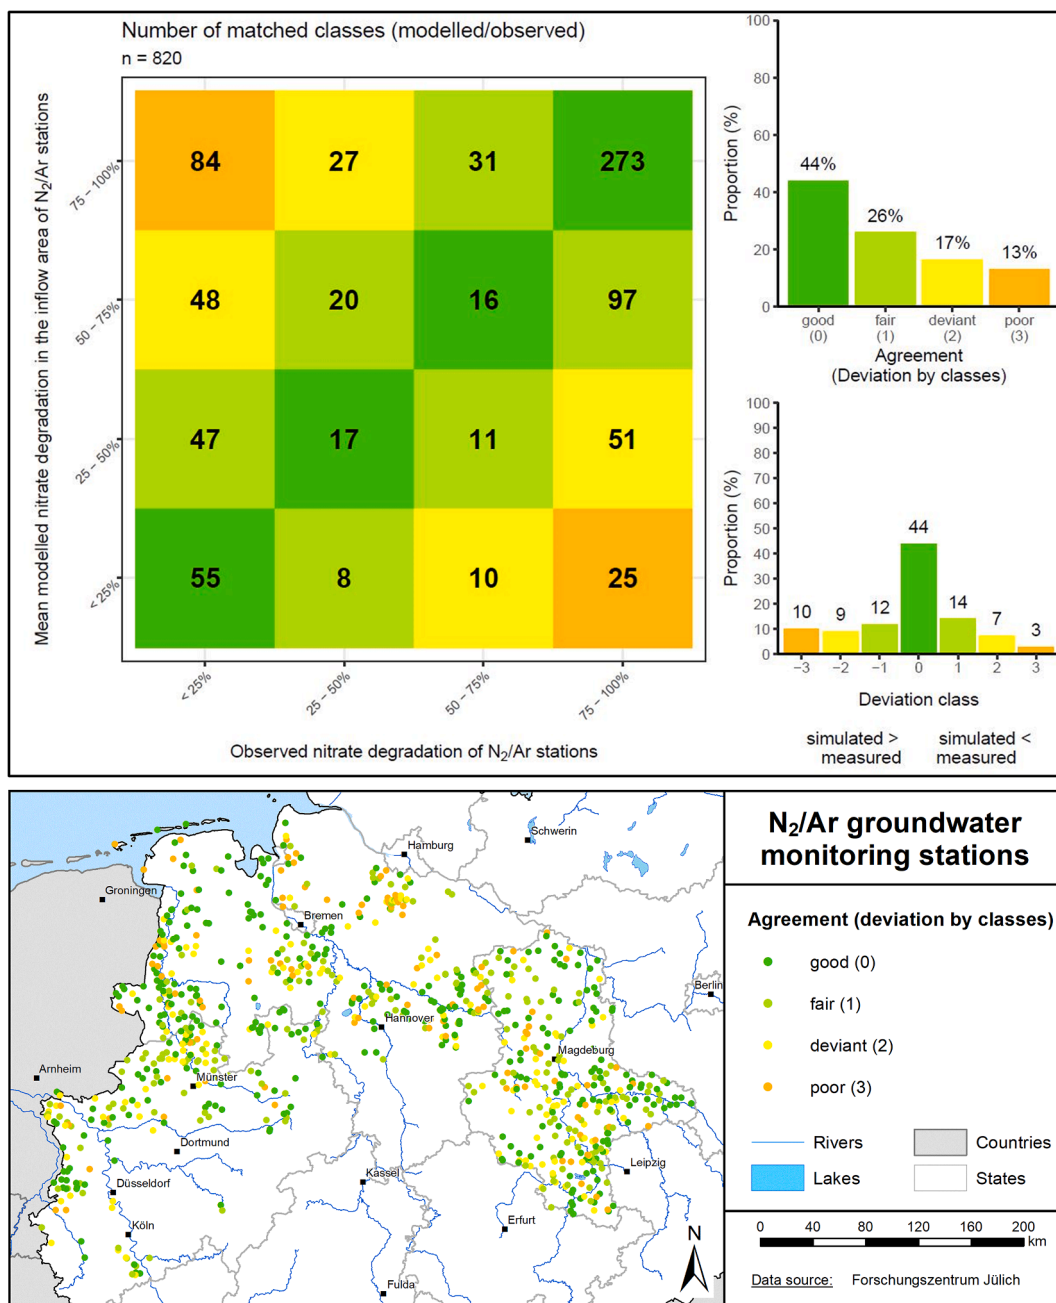 Number of matched classes (modelled/observed)
n = 820
Mean modelled nitrate degradation in the inflow area of N₂/Ar stations
75 – 100%
50 – 75%
25 – 50%
< 25%
84 27 31 273
48 20 16 97
47 17 11 51
55 8 10 25
< 25%
25 – 50%
50 – 75%
75 – 100%
Observed nitrate degradation of N₂/Ar stations
Proportion (%)
100
80
60
40
20
0
44%
26%
17%
13%
good
(0)
fair
(1)
deviant
(2)
poor
(3)
Agreement
(Deviation by classes)
Proportion (%)
100
90
80
70
60
50
40
30
20
10
0
10 9 12 44 14 7 3
−3 −2 −1 0 1 2 3
Deviation class
simulated >
measured
simulated <
measured
Schwerin
Hamburg
Groningen
Bremen
Berlin
Hannover
Magdeburg
Arnheim
Münster
Dortmund
Leipzig
Kassel
Düsseldorf
Erfurt
Köln
Fulda
N
N₂/Ar groundwater
monitoring stations
Agreement (deviation by classes)
good (0)
fair (1)
deviant (2)
poor (3)
Rivers
Countries
Lakes
States
0 40 80 120 160 200
km
Data source: Forschungszentrum Jülich